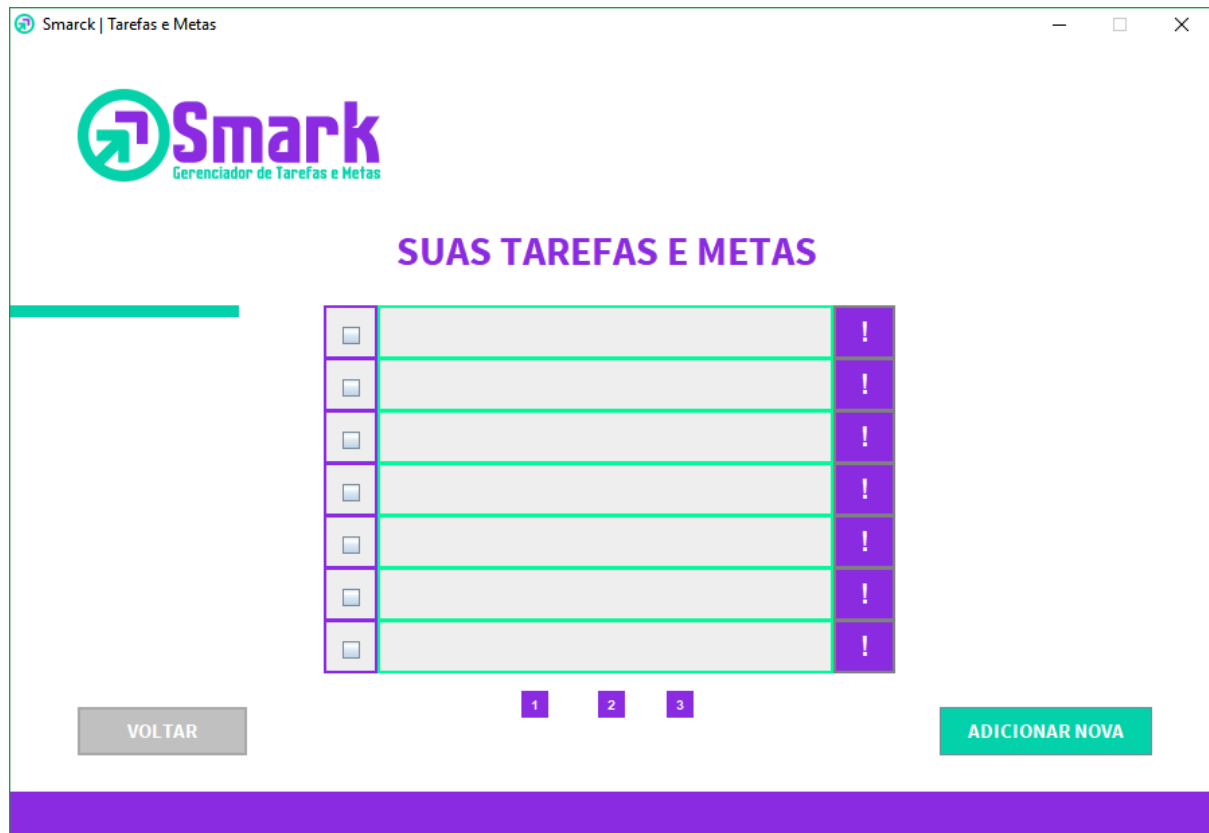 Smarck | Tarefas e Metas
Smark
Gerenciador de Tarefas e Metas
SUAS TAREFAS E METAS
!
!
!
!
!
!
!
1 2 3
VOLTAR
ADICIONAR NOVA